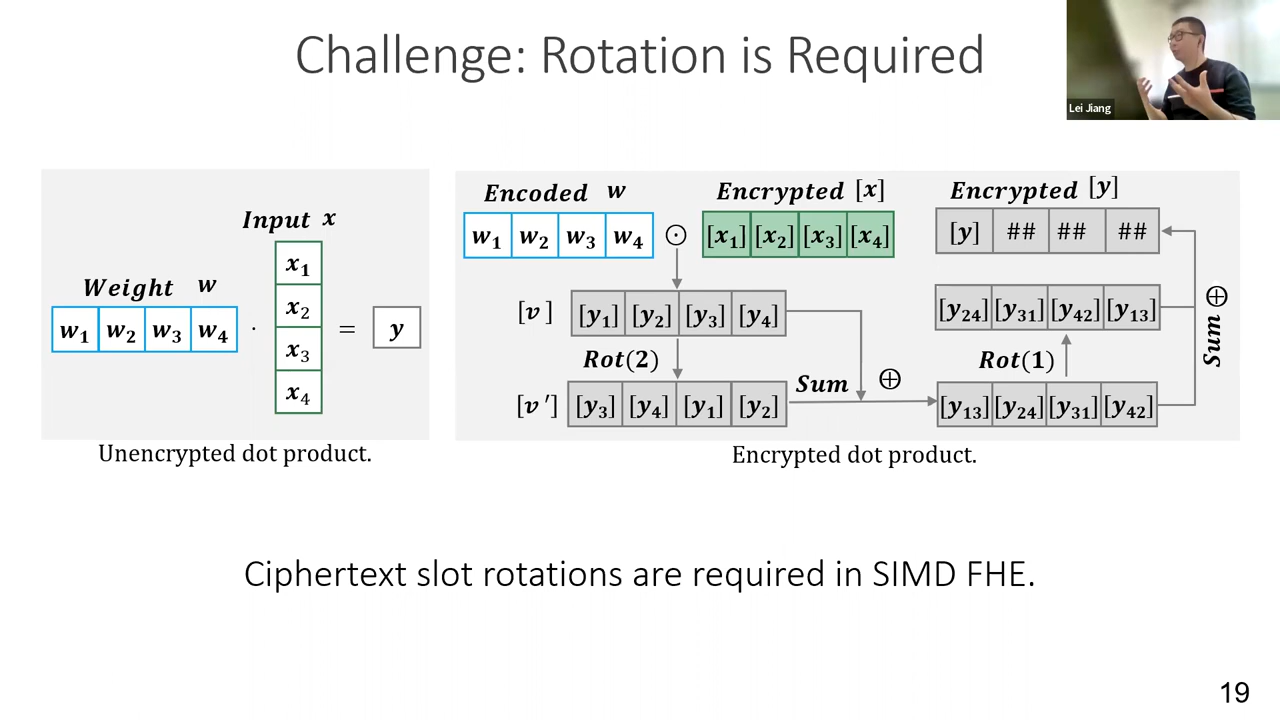 Challenge: Rotation is Required
Lei Jiang
Input x
x₁
x₂
x₃
x₄
Weight w
w₁ w₂ w₃ w₄
·
=
y
Unencrypted dot product.
Encoded w
w₁ w₂ w₃ w₄
⊙
Encrypted [x]
[x₁] [x₂] [x₃] [x₄]
Encrypted [y]
[y] ## ## ##
[v]
[y₁] [y₂] [y₃] [y₄]
Rot(2)
[v′]
[y₃] [y₄] [y₁] [y₂]
Sum ⊕
[y₂₄] [y₃₁] [y₄₂] [y₁₃]
Rot(1)
[y₁₃] [y₂₄] [y₃₁] [y₄₂]
Sum ⊕
Encrypted dot product.
Ciphertext slot rotations are required in SIMD FHE.
19